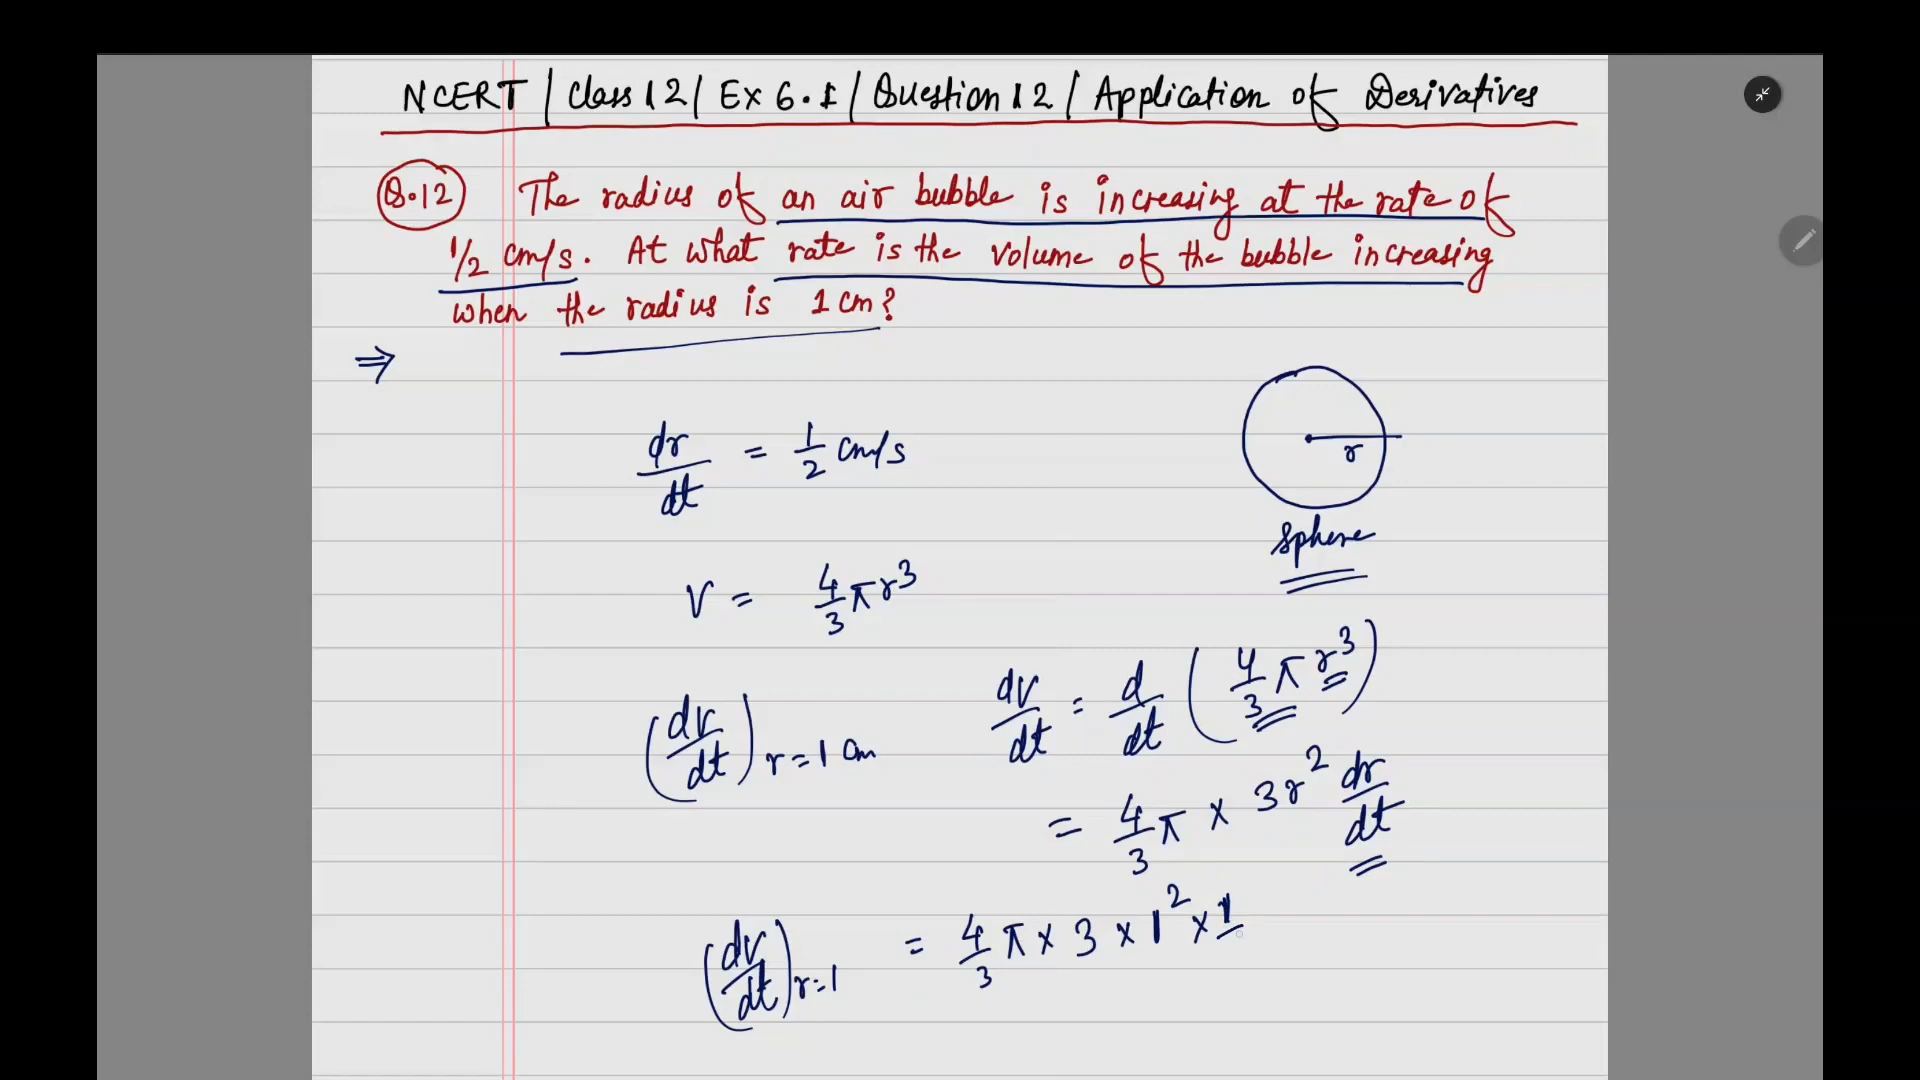 NCERT | Class 12 | Ex 6.1 | Question 12 | Application of Derivatives
Q.12 The radius of an air bubble is increasing at the rate of
1/2 cm/s. At what rate is the volume of the bubble increasing
when the radius is 1 cm?
⇒
dr/dt = 1/2 cm/s
r
sphere
V = 4/3 πr³
(dv/dt) r=1 cm
dv/dt = d/dt (4/3 π r³)
= 4/3 π × 3r² dr/dt
(dv/dt) r=1 = 4/3 π × 3 × 1² × 1